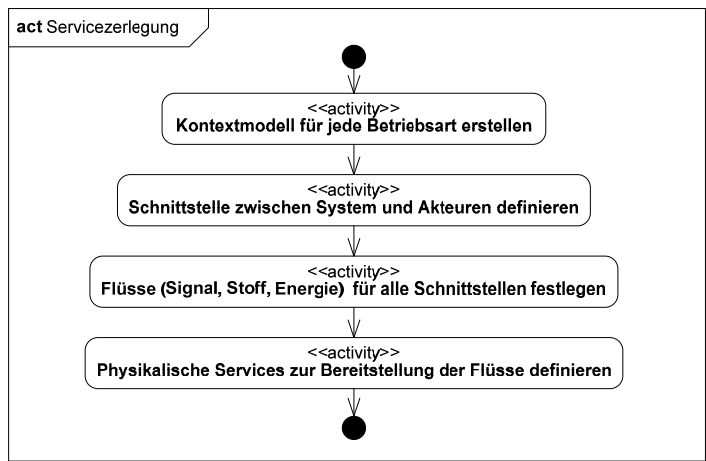 act Servicezerlegung
<<activity>>
Kontextmodell für jede Betriebsart erstellen
<<activity>>
Schnittstelle zwischen System und Akteuren definieren
<<activity>>
Flüsse (Signal, Stoff, Energie) für alle Schnittstellen festlegen
<<activity>>
Physikalische Services zur Bereitstellung der Flüsse definieren